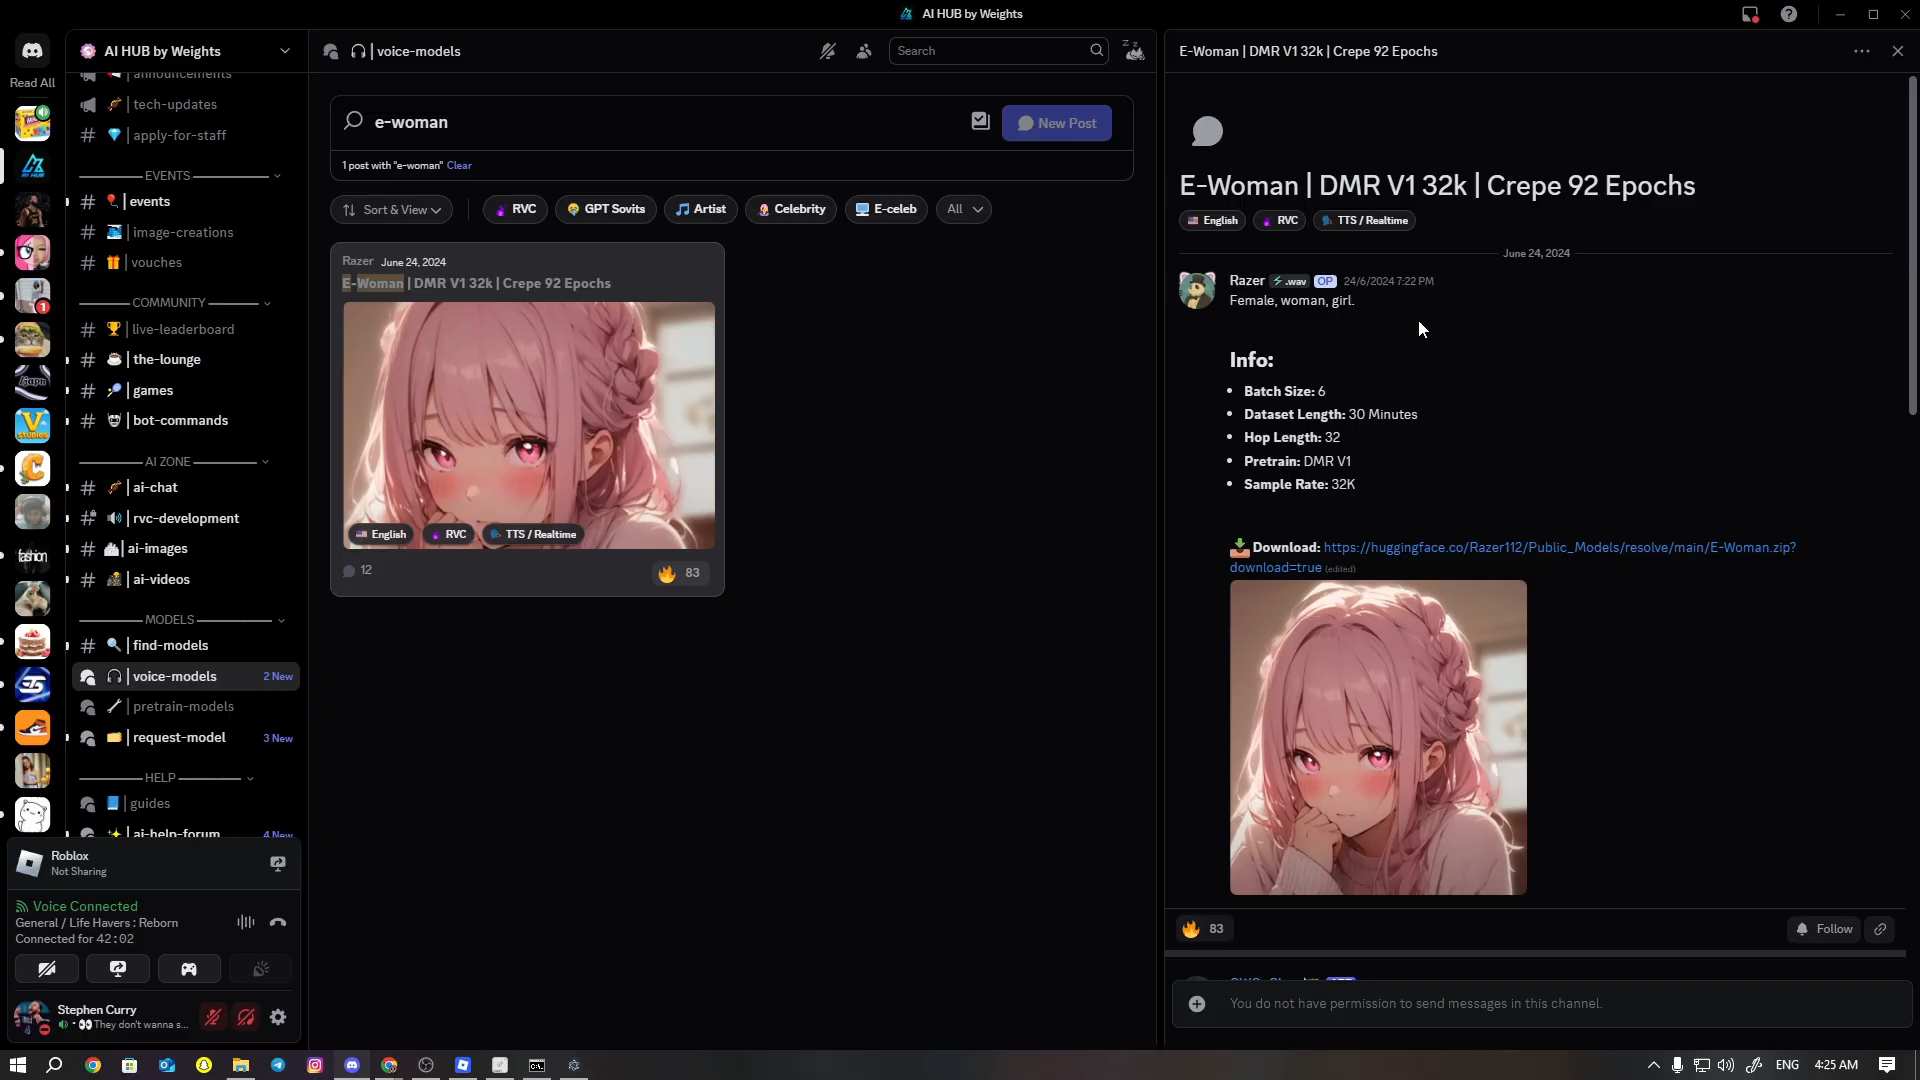 AI HUB by Weights
Read All
AI HUB by Weights
announcements
tech-updates
apply-for-staff
EVENTS
events
image-creations
vouches
COMMUNITY
live-leaderboard
the-lounge
games
bot-commands
AI ZONE
ai-chat
rvc-development
ai-images
ai-videos
MODELS
find-models
voice-models 2 New
pretrain-models
request-model 3 New
HELP
guides
ai-help-forum 4 New
Roblox
Not Sharing
Voice Connected
General / Life Havers : Reborn
Connected for 42:02
Stephen Curry
They don't wanna s...
voice-models
Search
e-woman
New Post
1 post with "e-woman" Clear
Sort & View
RVC
GPT Sovits
Artist
Celebrity
E-celeb
All
Razer June 24, 2024
E-Woman | DMR V1 32k | Crepe 92 Epochs
English
RVC
TTS / Realtime
12
83
E-Woman | DMR V1 32k | Crepe 92 Epochs
E-Woman | DMR V1 32k | Crepe 92 Epochs
English
RVC
TTS / Realtime
June 24, 2024
Razer .wav OP 24/6/2024 7:22 PM
Female, woman, girl.
Info:
Batch Size: 6
Dataset Length: 30 Minutes
Hop Length: 32
Pretrain: DMR V1
Sample Rate: 32K
Download: https://huggingface.co/Razer112/Public_Models/resolve/main/E-Woman.zip?
download=true (edited)
83
Follow
You do not have permission to send messages in this channel.
ENG
4:25 AM